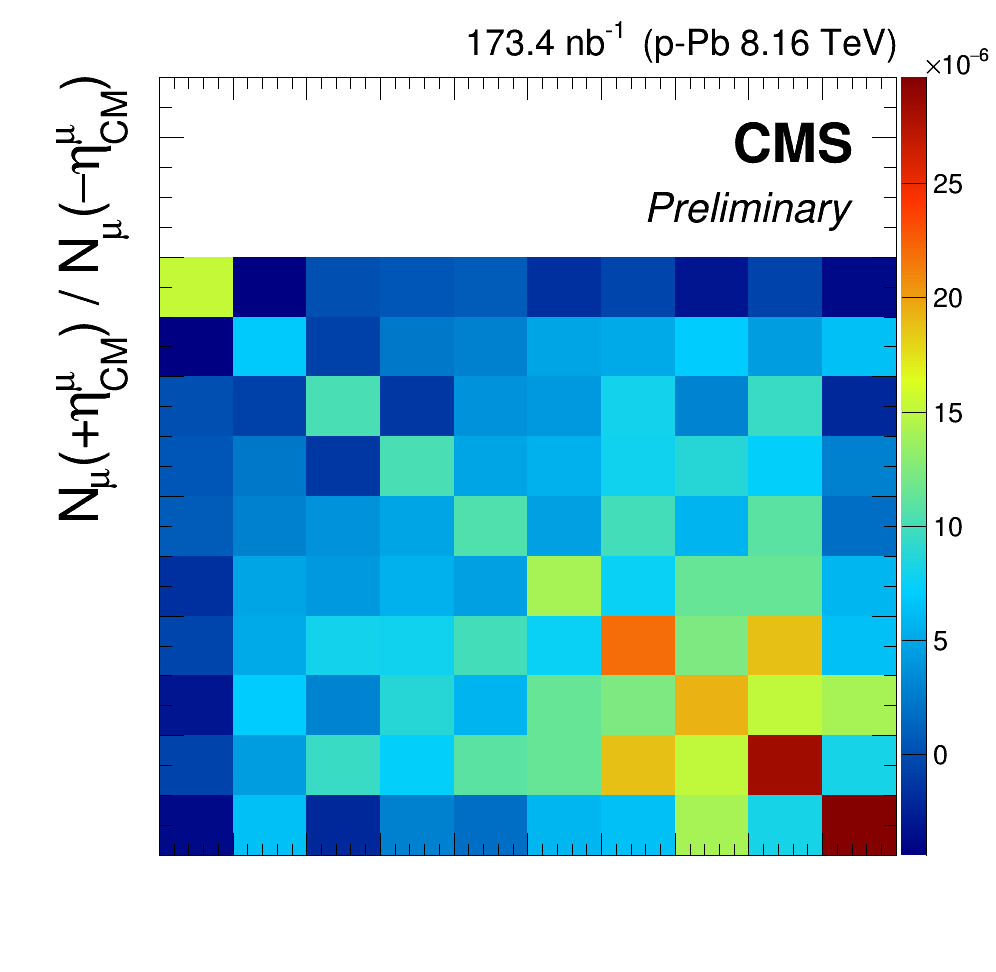 173.4 nb⁻¹ (p-Pb 8.16 TeV)
×10⁻⁶
CMS
Preliminary
N_μ(+η^μ_CM) / N_μ(−η^μ_CM)
25
20
15
10
5
0